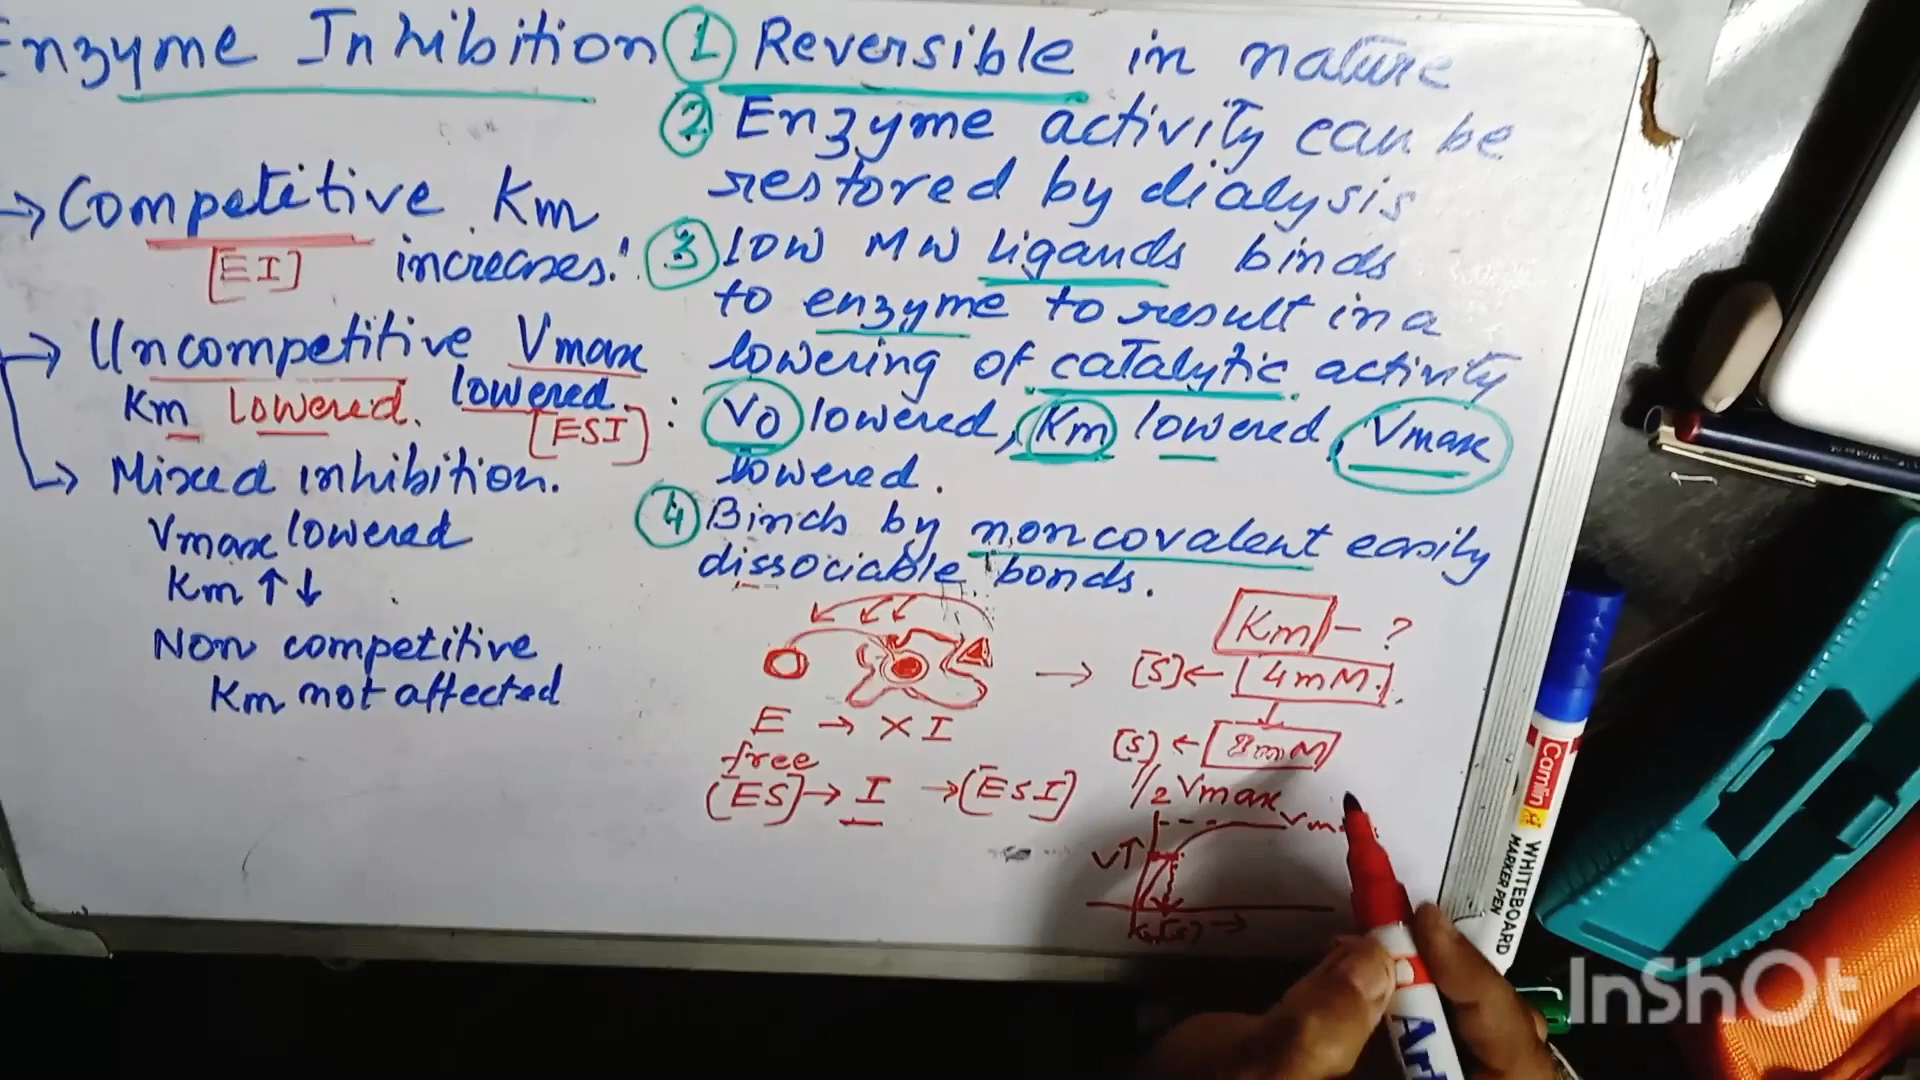 Enzyme Inhibition
→ Competitive Km
[EI] increases.
→ Uncompetitive Vmax
Km lowered. lowered.
[ESI]
→ Mixed inhibition.
Vmax lowered
Km ↑↓
Non competitive
Km not affected
1 Reversible in nature
2 Enzyme activity can be
restored by dialysis
3 low MW ligands binds
to enzyme to result in a
lowering of catalytic activity
: Vo lowered, Km lowered, Vmax
lowered.
4 Binds by noncovalent easily
dissociable bonds.
E → X I
free
[ES] → I → [ESI]
Km - ?
→ [S] ← 4mM.
[S] ← 8mM
1/2 Vmax
V↑
Camlin
WHITEBOARD
MARKER PEN
Art
InShOt